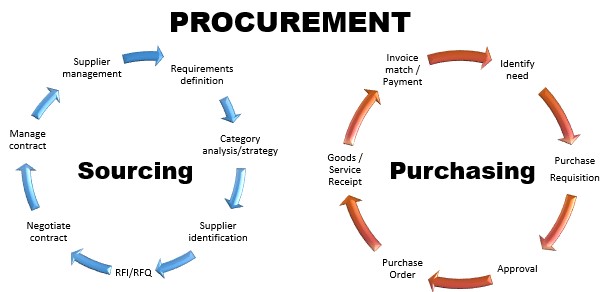 PROCUREMENT
Sourcing
Supplier
management
Requirements
definition
Category
analysis/strategy
Supplier
identification
RFI/RFQ
Negotiate
contract
Manage
contract
Purchasing
Invoice
match /
Payment
Identify
need
Purchase
Requisition
Approval
Purchase
Order
Goods /
Service
Receipt